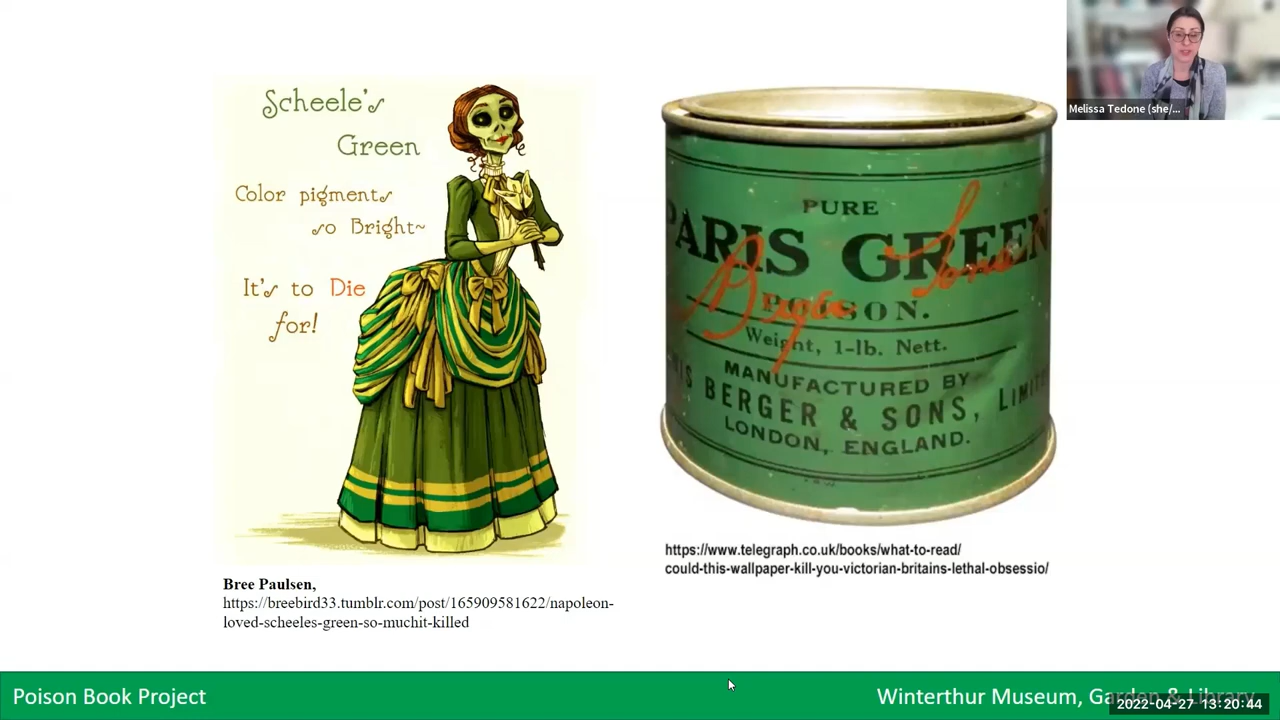 Scheele's
Green
Color pigments
so Bright~
It's to Die
for!
Bree Paulsen,
https://breebird33.tumblr.com/post/165909581622/napoleon-
loved-scheeles-green-so-muchit-killed
PURE
PARIS GREEN
POISON.
Weight, 1-lb. Nett.
MANUFACTURED BY
BERGER & SONS,
LONDON, ENGLAND.
Berger Sons
https://www.telegraph.co.uk/books/what-to-read/
could-this-wallpaper-kill-you-victorian-britains-lethal-obsessio/
Melissa Tedone (she/...
Poison Book Project
Winterthur Museum, Garden & Library
2022-04-27 13:20:44